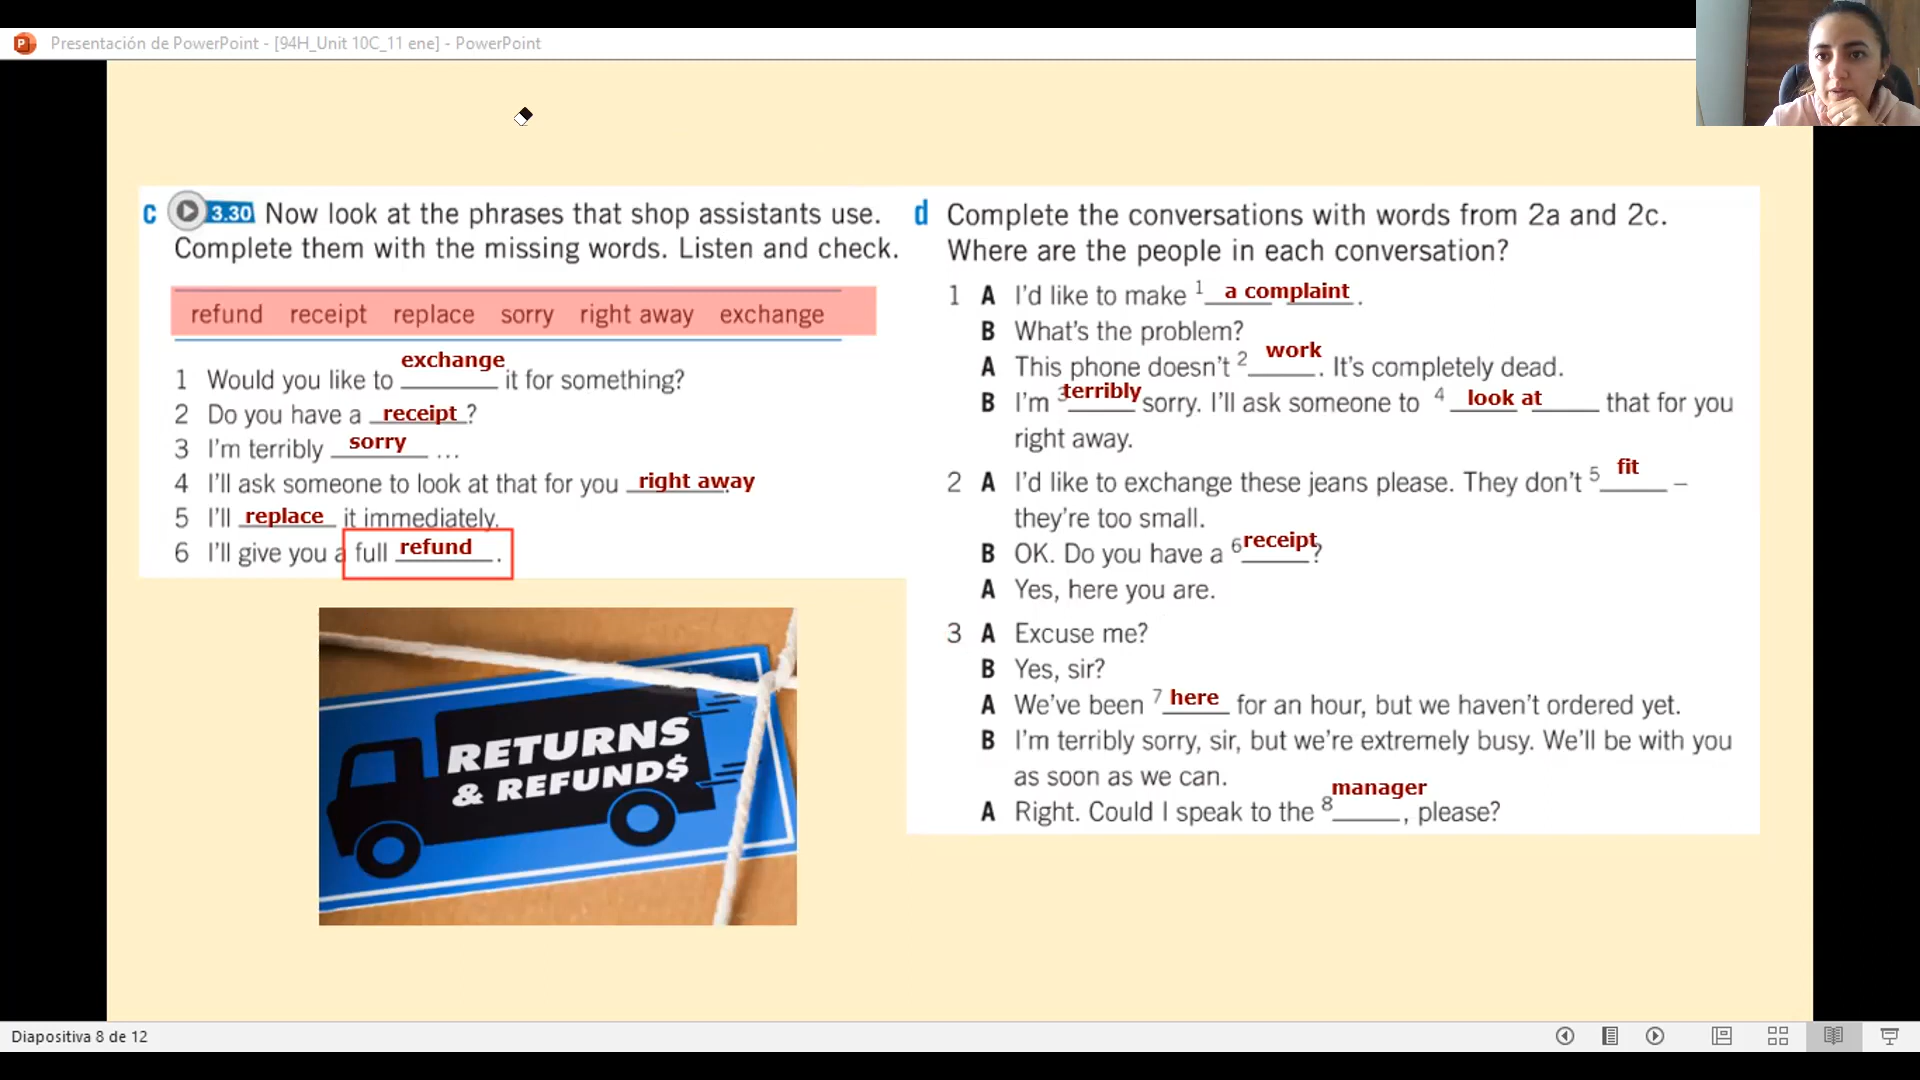 Presentación de PowerPoint - [94H_Unit 10C_11 ene] - PowerPoint
c 3.30 Now look at the phrases that shop assistants use.
Complete them with the missing words. Listen and check.
refund receipt replace sorry right away exchange
1 Would you like to exchange it for something?
2 Do you have a receipt ?
3 I'm terribly sorry ...
4 I'll ask someone to look at that for you right away.
5 I'll replace it immediately.
6 I'll give you a full refund .
RETURNS
& REFUND$
d Complete the conversations with words from 2a and 2c.
Where are the people in each conversation?
1 A I'd like to make 1 a complaint .
B What's the problem?
A This phone doesn't 2 work . It's completely dead.
B I'm 3 terribly sorry. I'll ask someone to 4 look at that for you
right away.
2 A I'd like to exchange these jeans please. They don't 5 fit –
they're too small.
B OK. Do you have a 6 receipt ?
A Yes, here you are.
3 A Excuse me?
B Yes, sir?
A We've been 7 here for an hour, but we haven't ordered yet.
B I'm terribly sorry, sir, but we're extremely busy. We'll be with you
as soon as we can.
A Right. Could I speak to the 8 manager , please?
Diapositiva 8 de 12